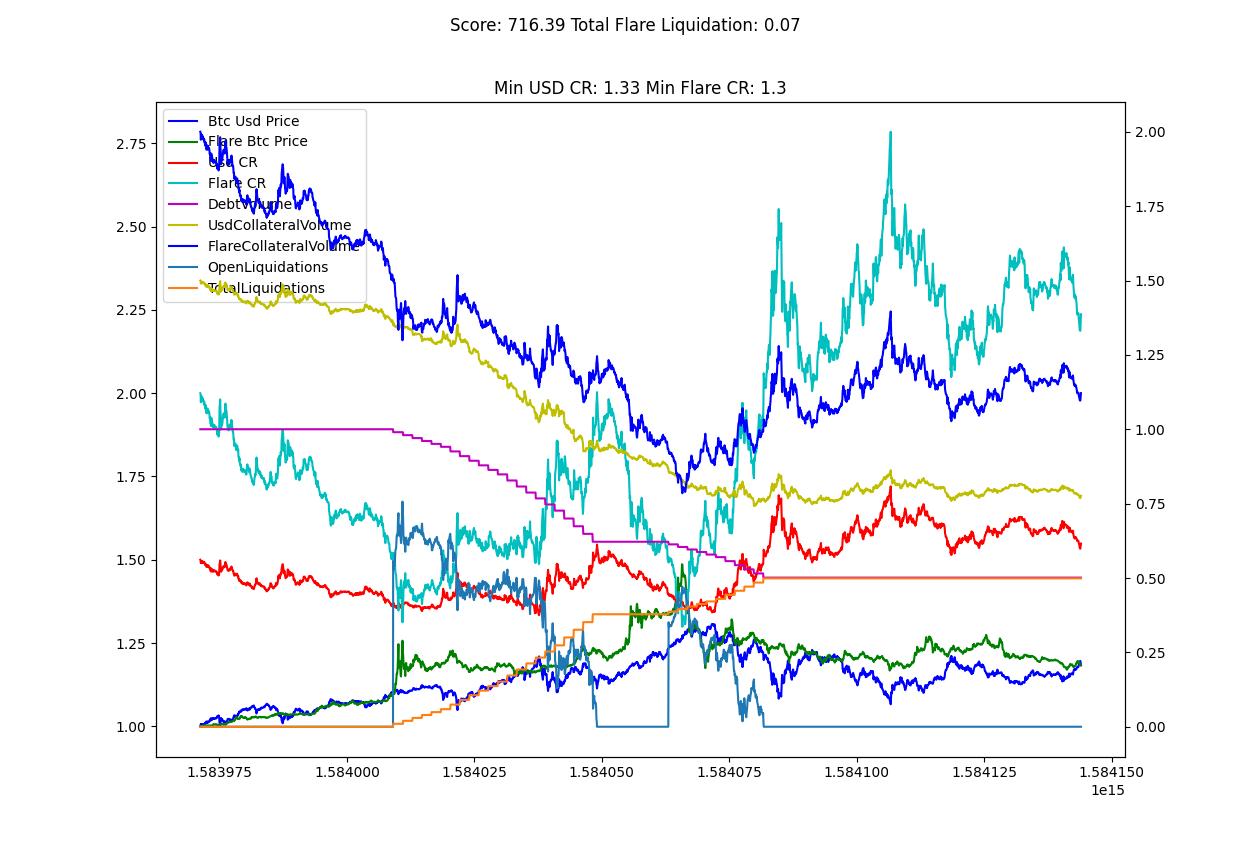 Score: 716.39 Total Flare Liquidation: 0.07
Min USD CR: 1.33 Min Flare CR: 1.3
Btc Usd Price
Flare Btc Price
Usd CR
Flare CR
DebtVolume
UsdCollateralVolume
FlareCollateralVolume
OpenLiquidations
TotalLiquidations
2.75
2.50
2.25
2.00
1.75
1.50
1.25
1.00
2.00
1.75
1.50
1.25
1.00
0.75
0.50
0.25
0.00
1.583975 1.584000 1.584025 1.584050 1.584075 1.584100 1.584125 1.584150
1e15